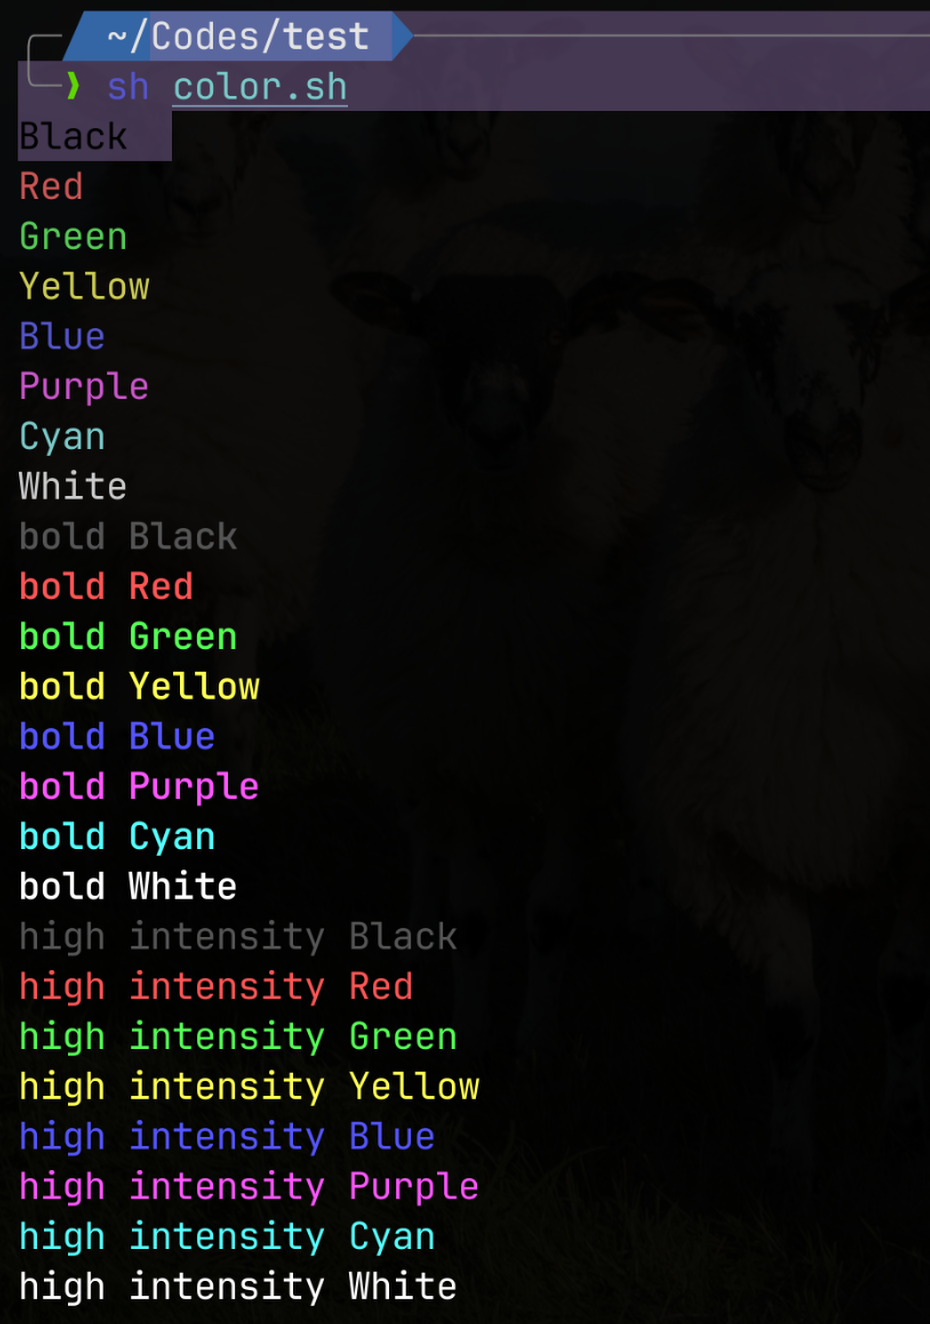 ~/Codes/test
❯ sh color.sh
Black
Red
Green
Yellow
Blue
Purple
Cyan
White
bold Black
bold Red
bold Green
bold Yellow
bold Blue
bold Purple
bold Cyan
bold White
high intensity Black
high intensity Red
high intensity Green
high intensity Yellow
high intensity Blue
high intensity Purple
high intensity Cyan
high intensity White